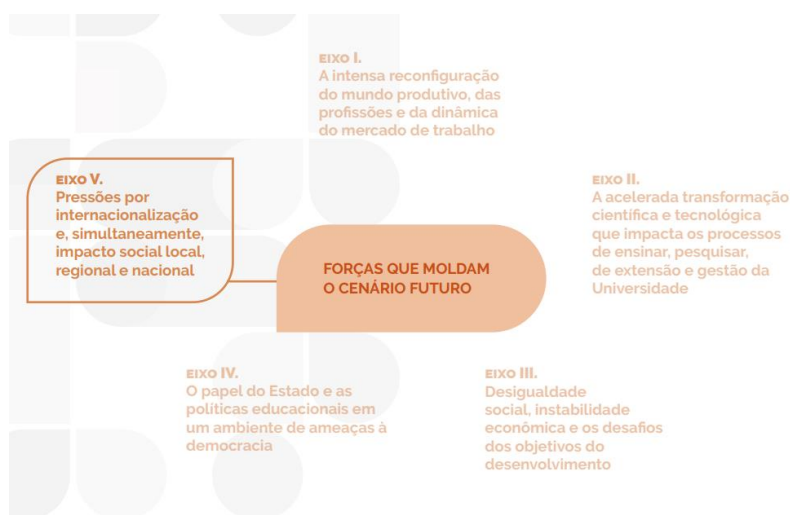 EIXO I.
A intensa reconfiguração
do mundo produtivo, das
profissões e da dinâmica
do mercado de trabalho
EIXO V.
Pressões por
internacionalização
e, simultaneamente,
impacto social local,
regional e nacional
EIXO II.
A acelerada transformação
científica e tecnológica
que impacta os processos
de ensinar, pesquisar,
de extensão e gestão da
Universidade
FORÇAS QUE MOLDAM
O CENÁRIO FUTURO
EIXO IV.
O papel do Estado e as
políticas educacionais em
um ambiente de ameaças à
democracia
EIXO III.
Desigualdade
social, instabilidade
econômica e os desafios
dos objetivos do
desenvolvimento